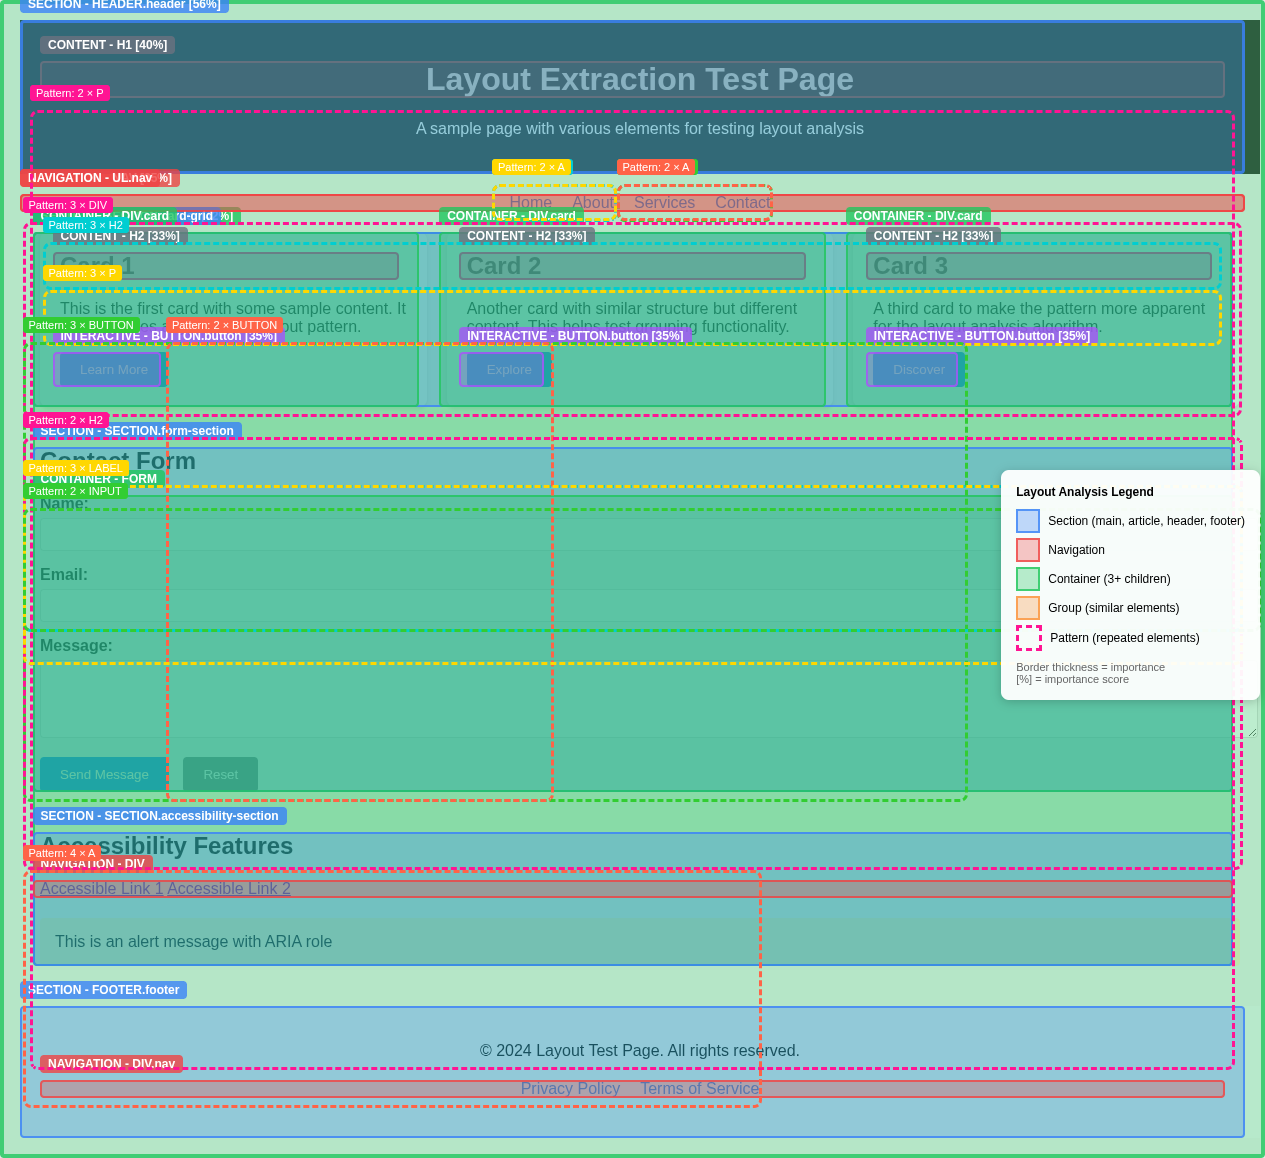 SECTION - HEADER.header [56%]
CONTENT - H1 [40%]
Layout Extraction Test Page
Pattern: 2 × P
A sample page with various elements for testing layout analysis
Pattern: 2 × A
Pattern: 2 × A
NAVIGATION - UL.nav
Home About Services Contact
Pattern: 3 × DIV
CONTAINER - DIV.card
rd-grid
CONTAINER - DIV.card
CONTAINER - DIV.card
Pattern: 3 × H2
CONTENT - H2 [33%]
CONTENT - H2 [33%]
CONTENT - H2 [33%]
Card 1
Card 2
Card 3
Pattern: 3 × P
This is the first card with some sample content. It
out pattern.
Another card with similar structure but different
content. This helps test grouping functionality.
A third card to make the pattern more apparent
for the layout analysis algorithm.
Pattern: 3 × BUTTON
Pattern: 2 × BUTTON
INTERACTIVE - BUTTON.button [35%]
INTERACTIVE - BUTTON.button [35%]
INTERACTIVE - BUTTON.button [35%]
Learn More
Explore
Discover
Pattern: 2 × H2
SECTION - SECTION.form-section
Contact Form
Pattern: 3 × LABEL
CONTAINER - FORM
Pattern: 2 × INPUT
Name:
Email:
Message:
Send Message
Reset
Layout Analysis Legend
Section (main, article, header, footer)
Navigation
Container (3+ children)
Group (similar elements)
Pattern (repeated elements)
Border thickness = importance
[%] = importance score
SECTION - SECTION.accessibility-section
Accessibility Features
Pattern: 4 × A
NAVIGATION - DIV
Accessible Link 1 Accessible Link 2
This is an alert message with ARIA role
SECTION - FOOTER.footer
© 2024 Layout Test Page. All rights reserved.
NAVIGATION - DIV.nav
Privacy Policy Terms of Service